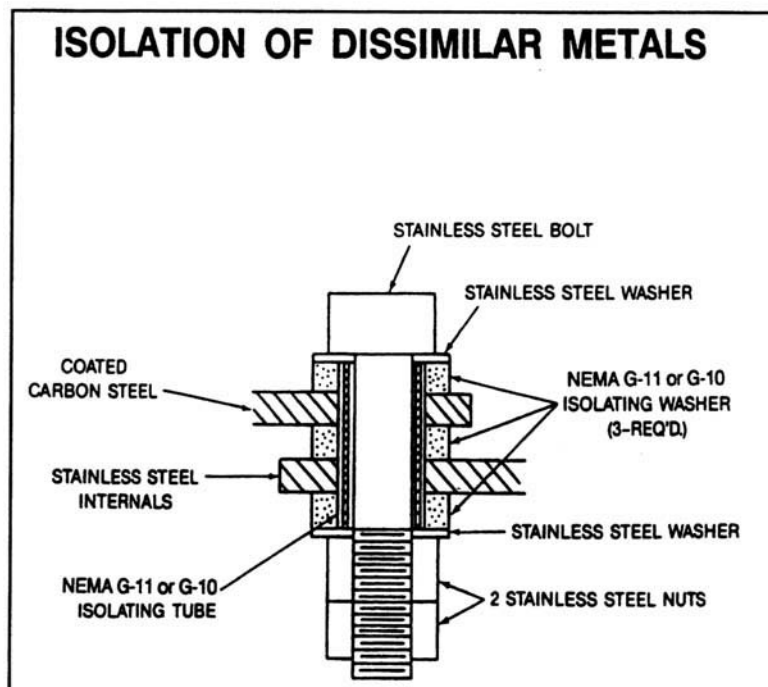 ISOLATION OF DISSIMILAR METALS
STAINLESS STEEL BOLT
STAINLESS STEEL WASHER
COATED
CARBON STEEL
NEMA G-11 or G-10
ISOLATING WASHER
(3-REQ'D.)
STAINLESS STEEL
INTERNALS
STAINLESS STEEL WASHER
NEMA G-11 or G-10
ISOLATING TUBE
2 STAINLESS STEEL NUTS